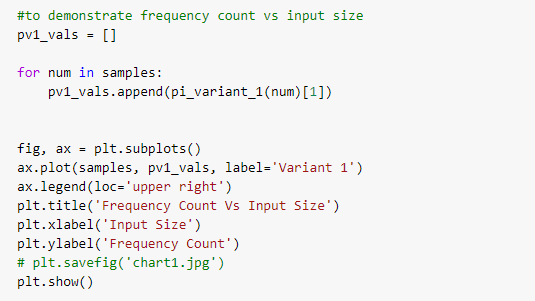 #to demonstrate frequency count vs input size
pv1_vals = []
for num in samples:
    pv1_vals.append(pi_variant_1(num)[1])
fig, ax = plt.subplots()
ax.plot(samples, pv1_vals, label='Variant 1')
ax.legend(loc='upper right')
plt.title('Frequency Count Vs Input Size')
plt.xlabel('Input Size')
plt.ylabel('Frequency Count')
# plt.savefig('chart1.jpg')
plt.show()